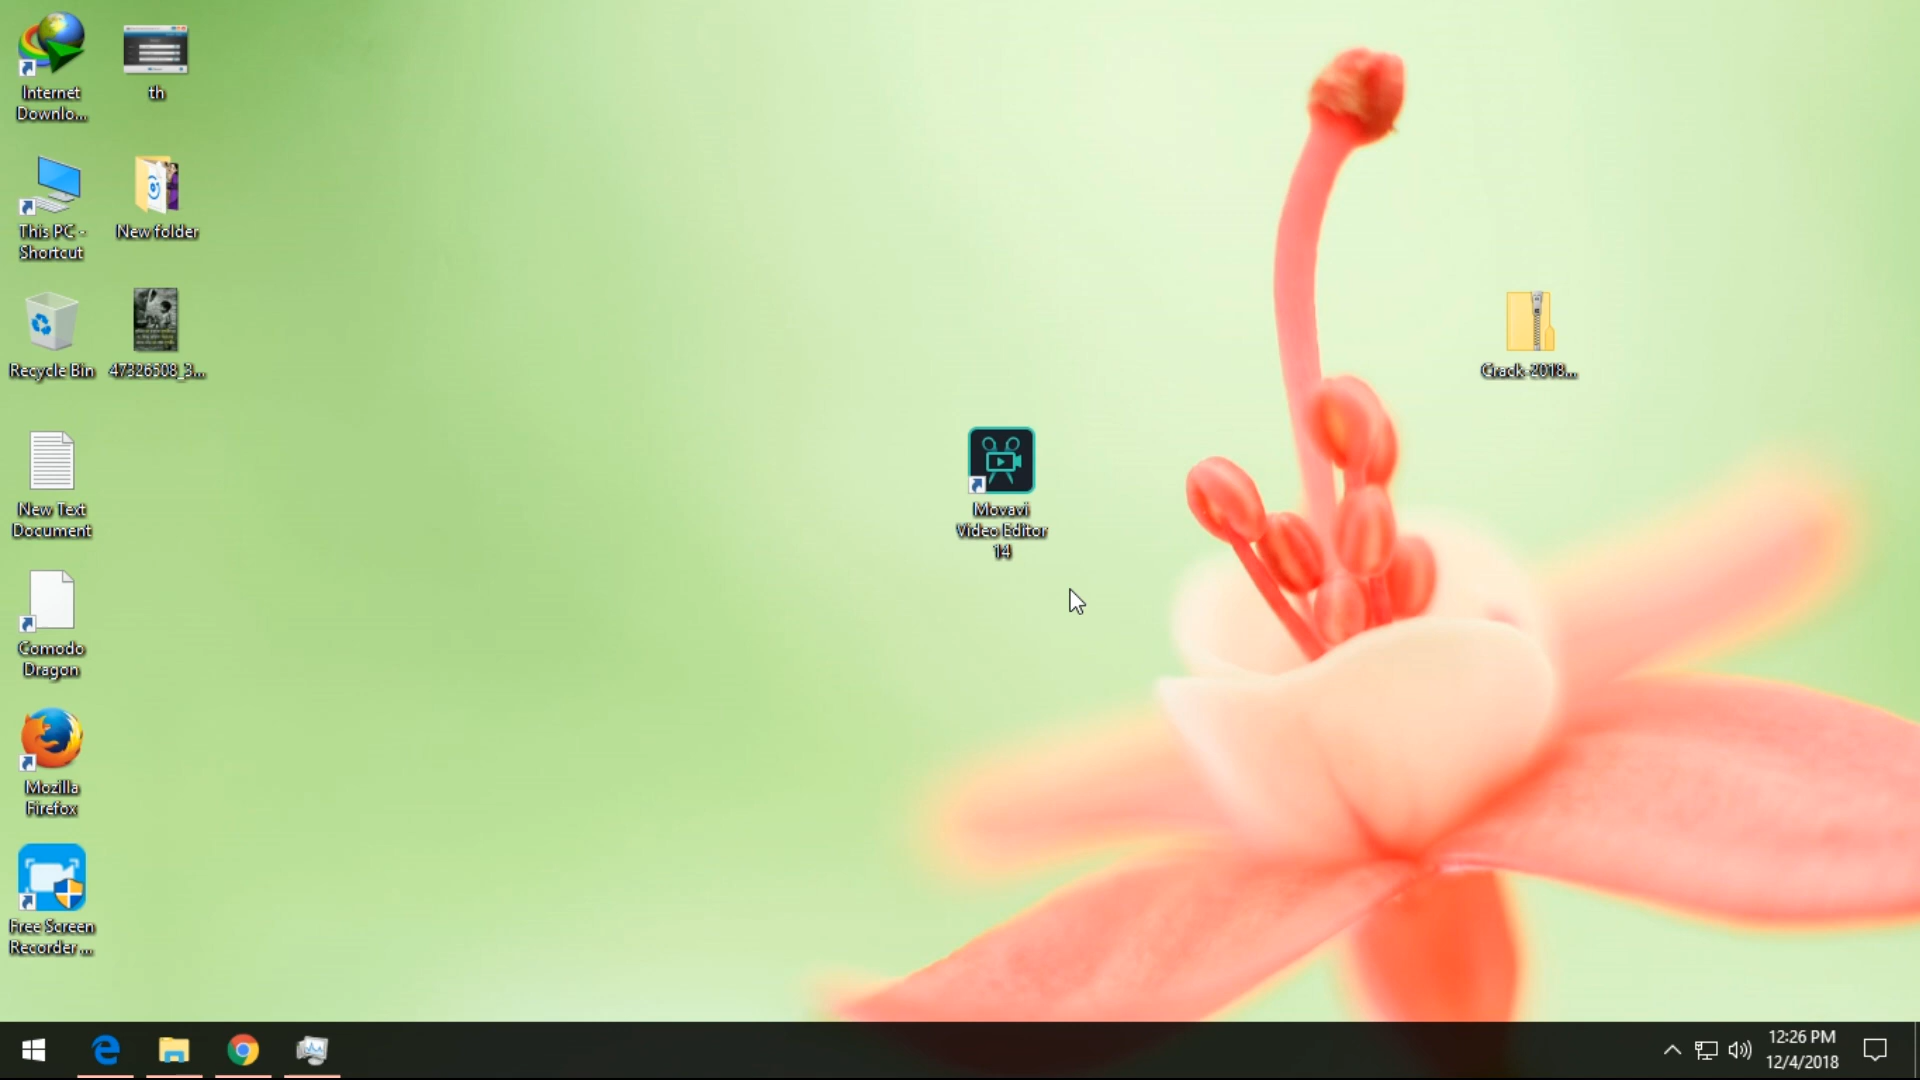 Internet
Downlo...
th
This PC -
Shortcut
New folder
Recycle Bin
47326508_3...
New Text
Document
Comodo
Dragon
Mozilla
Firefox
Free Screen
Recorder ...
Movavi
Video Editor
14
Crack-2018...
12:26 PM
12/4/2018